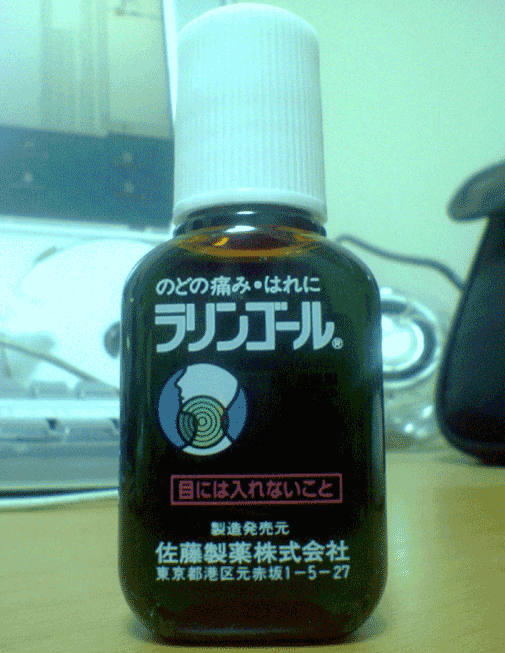 のどの痛み・はれに
ラリンゴール®
目には入れないこと
製造発売元
佐藤製薬株式会社
東京都港区元赤坂1-5-27